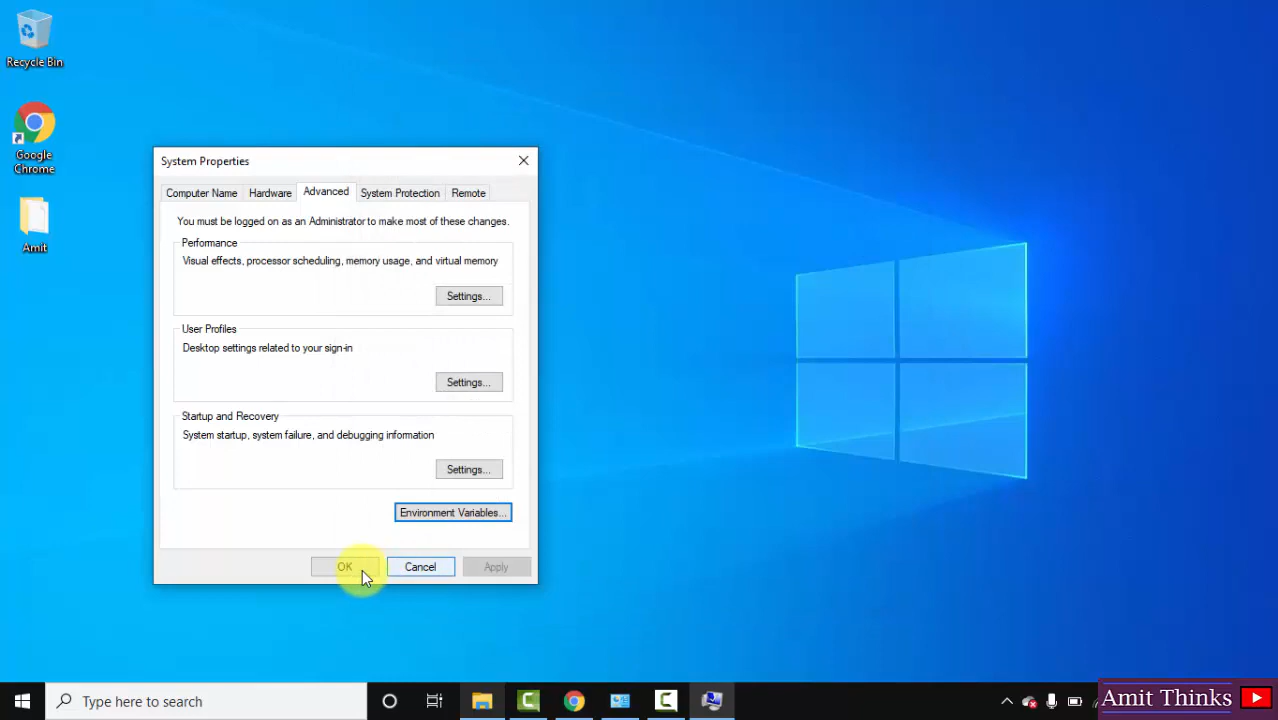 Recycle Bin
Google
Chrome
Amit
System Properties
Computer Name
Hardware
Advanced
System Protection
Remote
You must be logged on as an Administrator to make most of these changes.
Performance
Visual effects, processor scheduling, memory usage, and virtual memory
Settings...
User Profiles
Desktop settings related to your sign-in
Settings...
Startup and Recovery
System startup, system failure, and debugging information
Settings...
Environment Variables...
OK
Cancel
Apply
Type here to search
Amit Thinks